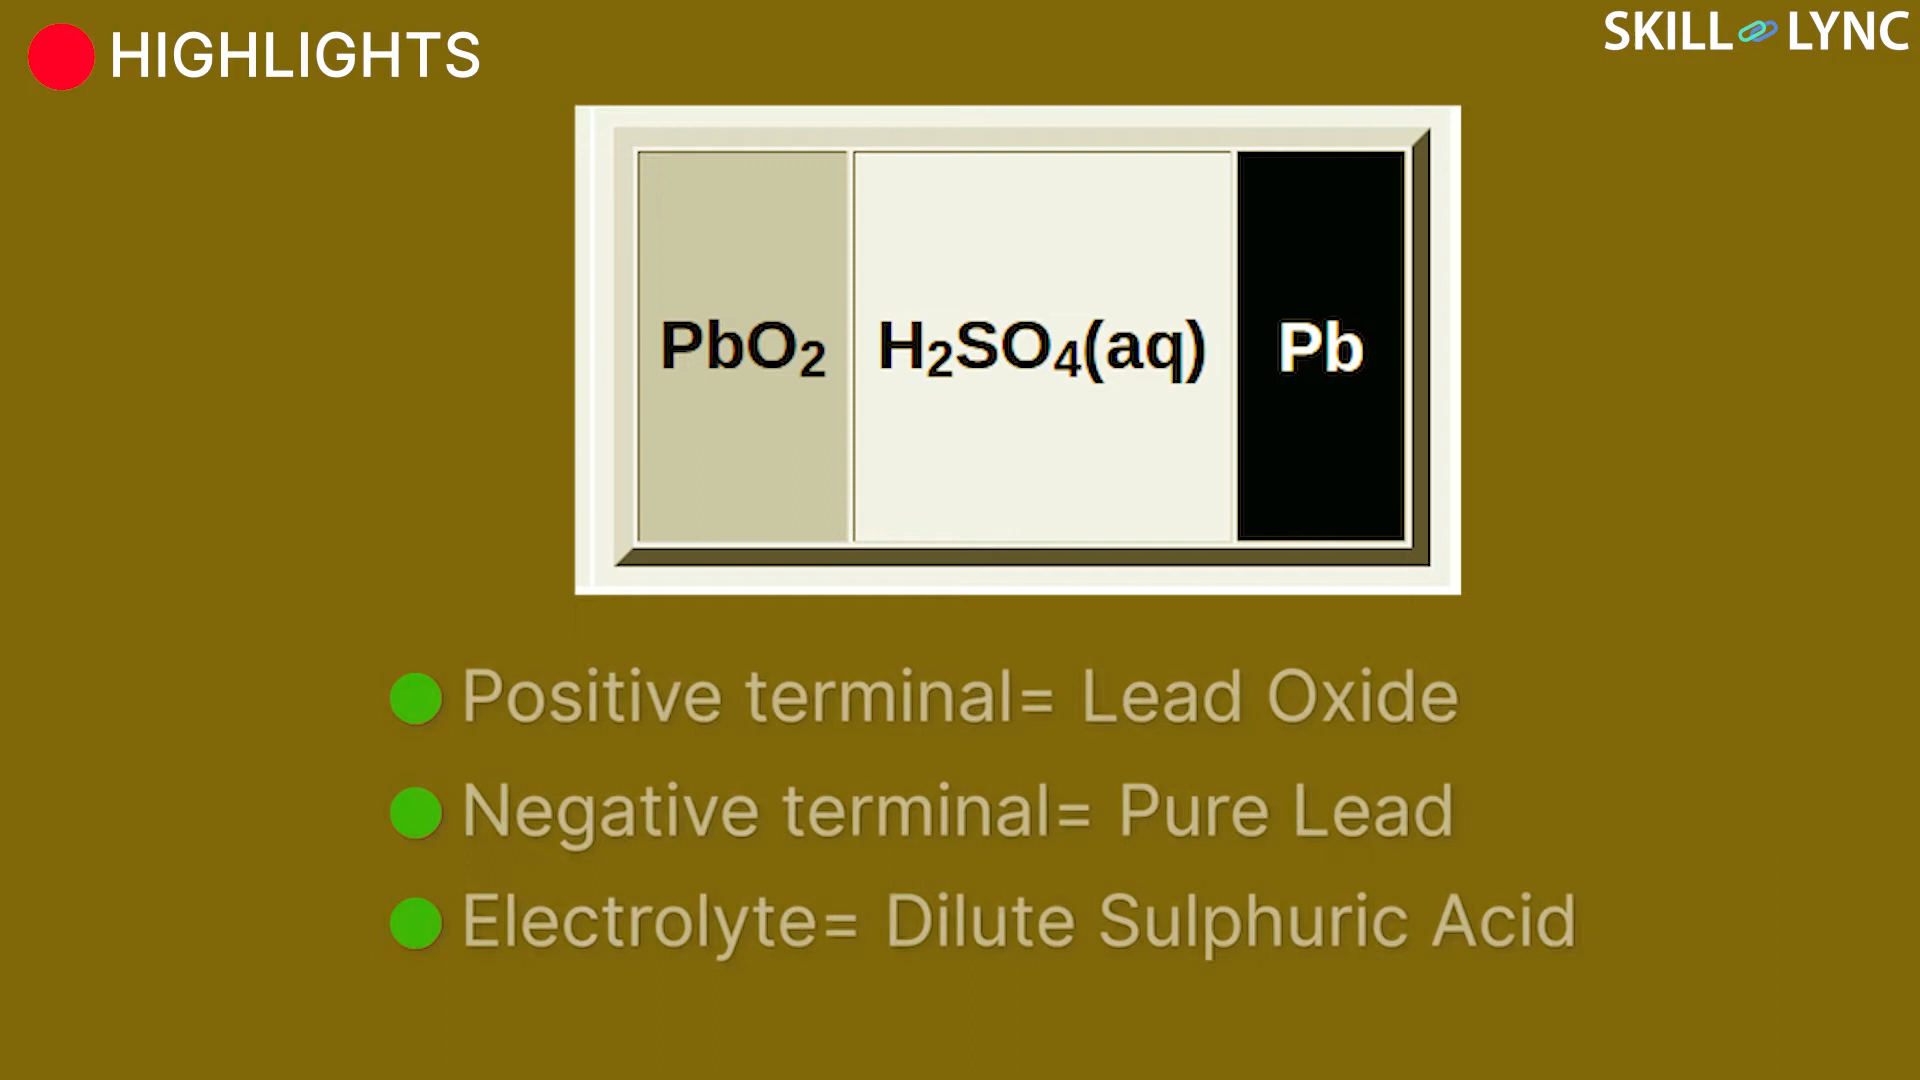 HIGHLIGHTS
SKILL LYNC
PbO₂ H₂SO₄(aq) Pb
Positive terminal= Lead Oxide
Negative terminal= Pure Lead
Electrolyte= Dilute Sulphuric Acid